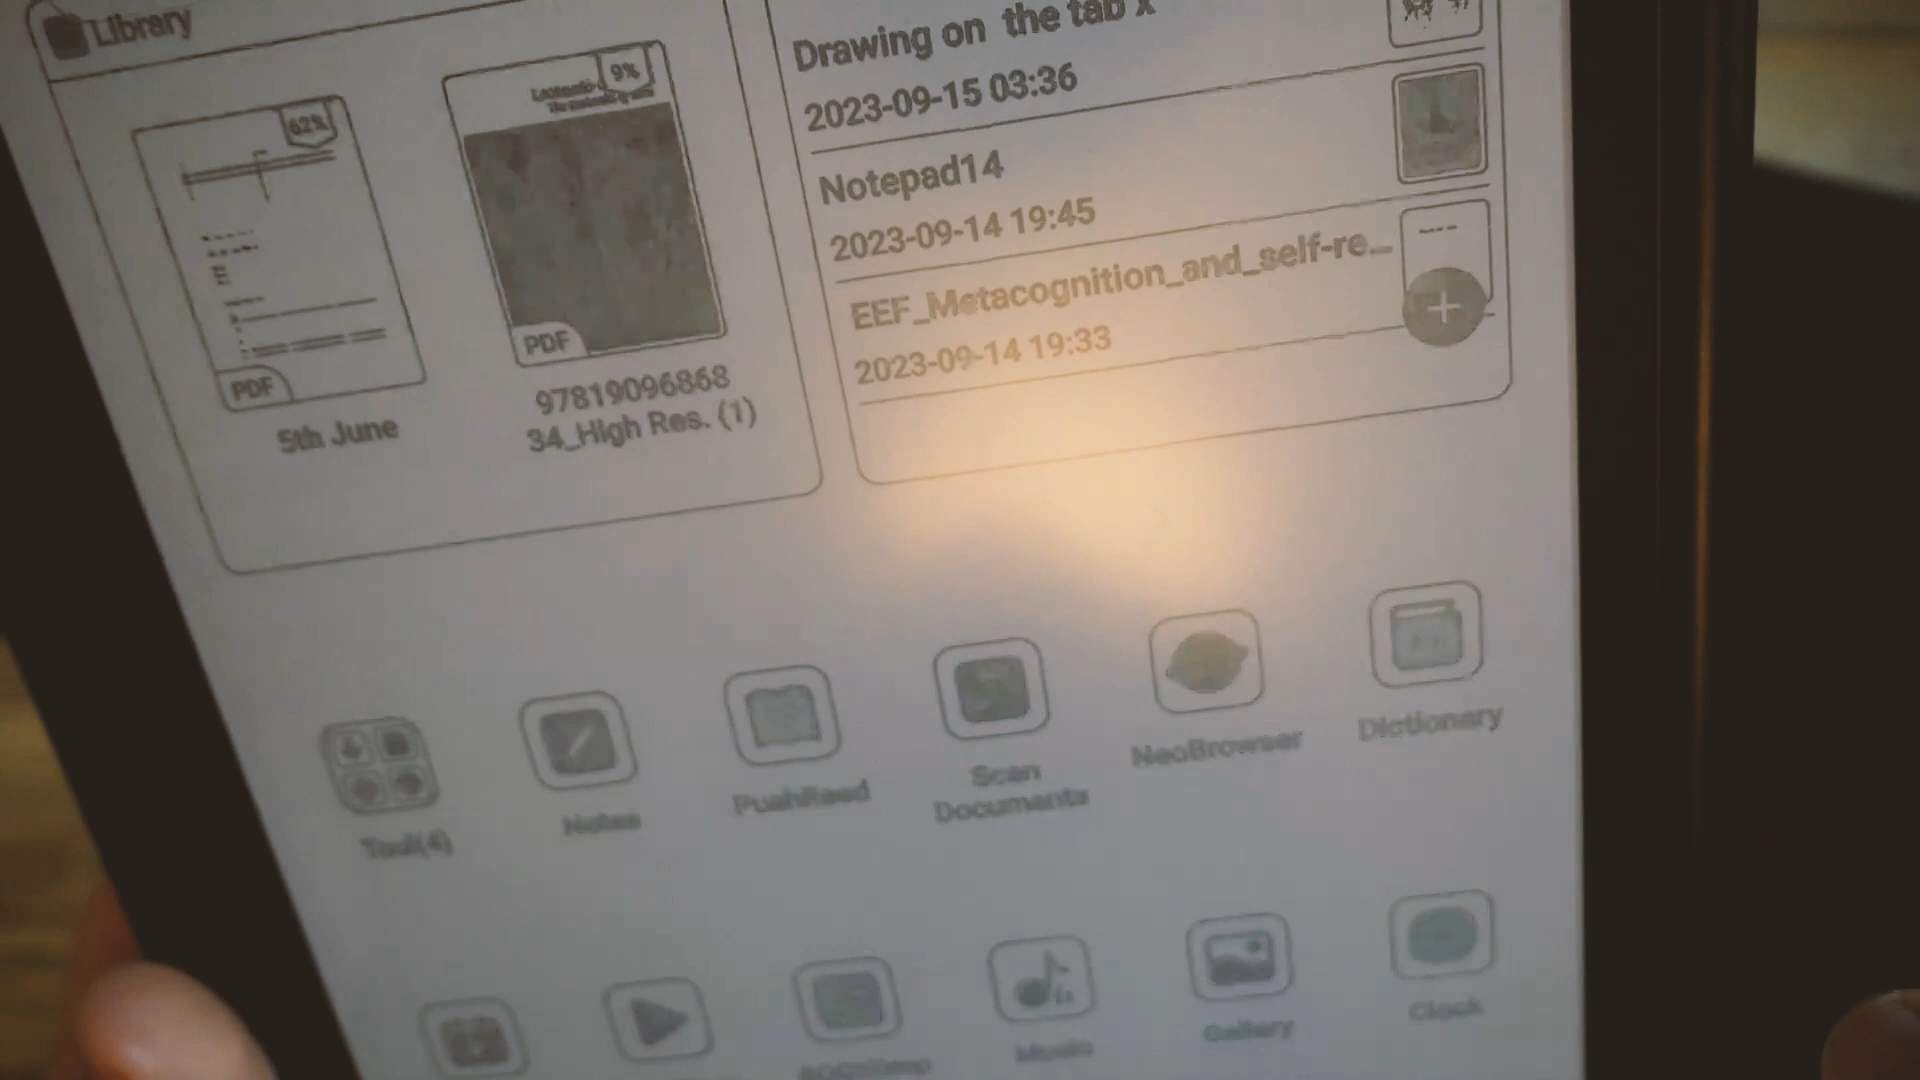 Library
62%
PDF
5th June
9%
PDF
97819096868
34_High Res. (1)
Drawing on the tab x
2023-09-15 03:36
Notepad14
2023-09-14 19:45
EEF_Metacognition_and_self-re...
2023-09-14 19:33
Tool(4)
Notes
PushRead
Scan
Documents
NeoBrowser
Dictionary
Music
Gallery
Clock